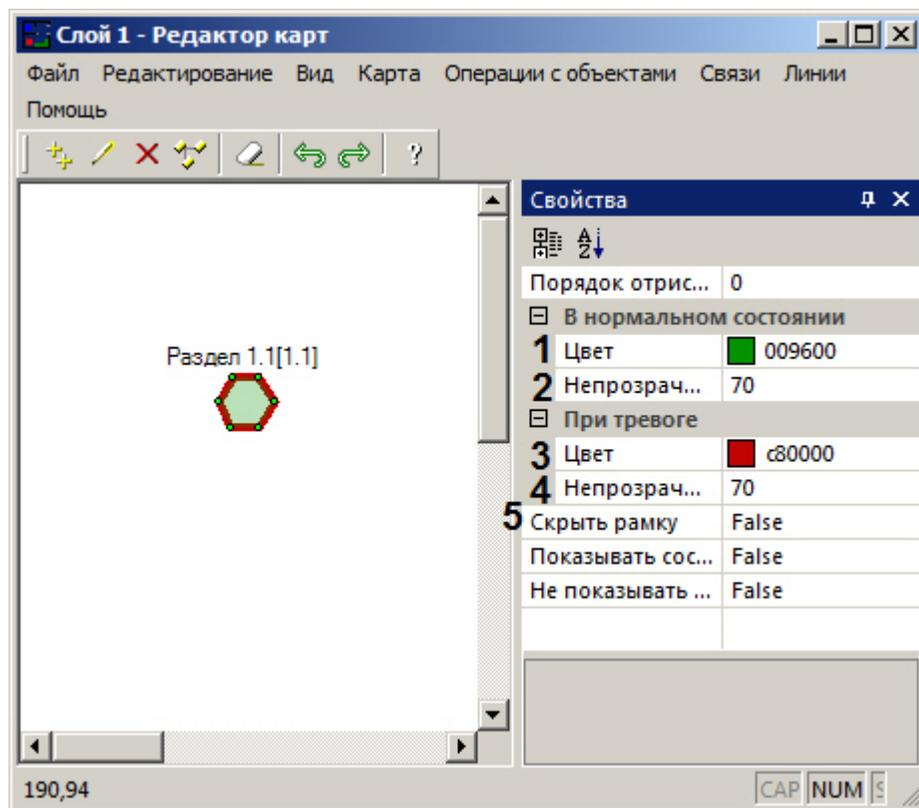 Слой 1 - Редактор карт
Файл Редактирование Вид Карта Операции с объектами Связи Линии
Помощь
?
Свойства
A
Z
Порядок отрис... 0
В нормальном состоянии
1 Цвет 009600
2 Непрозрач... 70
При тревоге
3 Цвет c80000
4 Непрозрач... 70
5 Скрыть рамку False
Показывать сос... False
Не показывать ... False
Раздел 1.1[1.1]
190,94
CAP NUM S